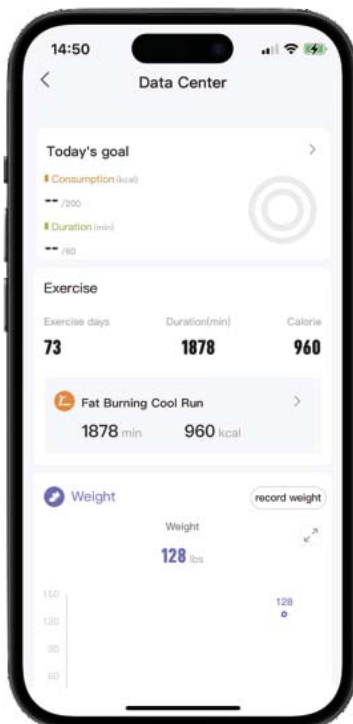 14:50
Data Center
Today's goal
Consumption (kcal)
-- /200
Duration (min)
-- /60
Exercise
Exercise days Duration(min) Calorie
73 1878 960
Fat Burning Cool Run
1878 min 960 kcal
Weight record weight
Weight
128 lbs
150
128
120
90
60